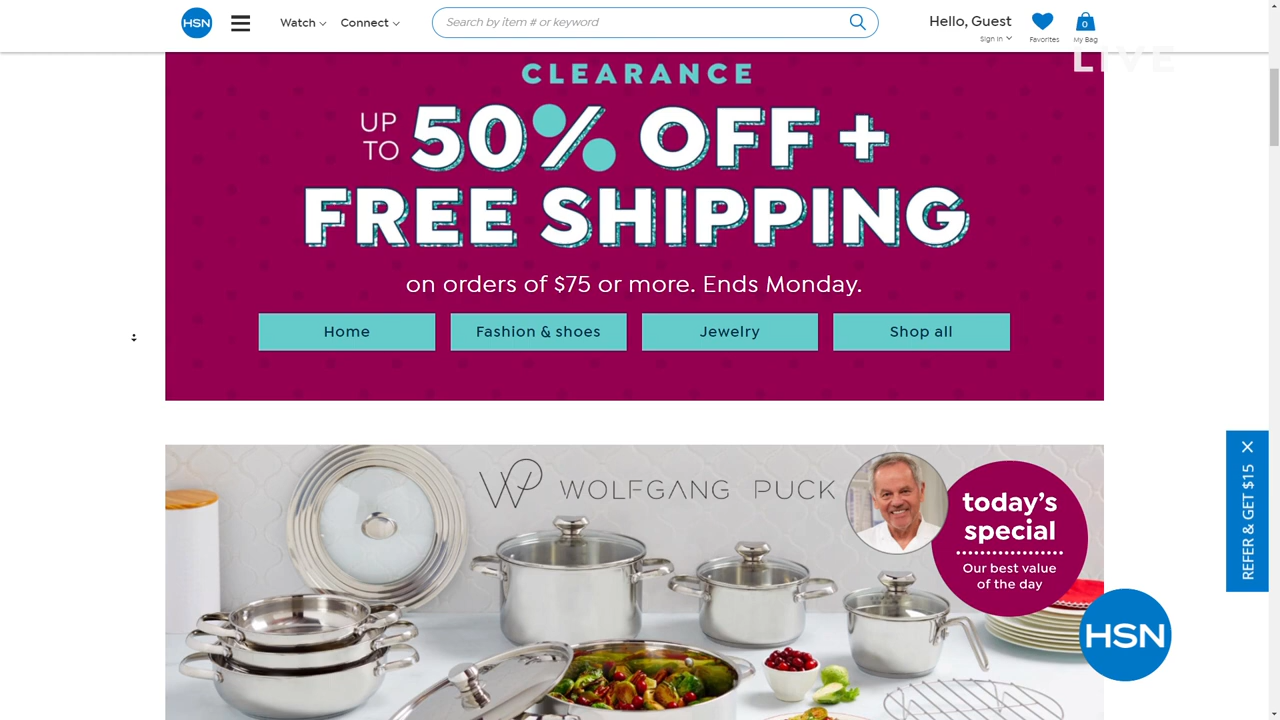 HSN
Watch
Connect
Search by item # or keyword
Hello, Guest
Sign in
Favorites
0
My Bag
LIVE
CLEARANCE
UP TO
50% OFF +
FREE SHIPPING
on orders of $75 or more. Ends Monday.
Home
Fashion & shoes
Jewelry
Shop all
WP WOLFGANG PUCK
today's
special
Our best value
of the day
REFER & GET $15
HSN